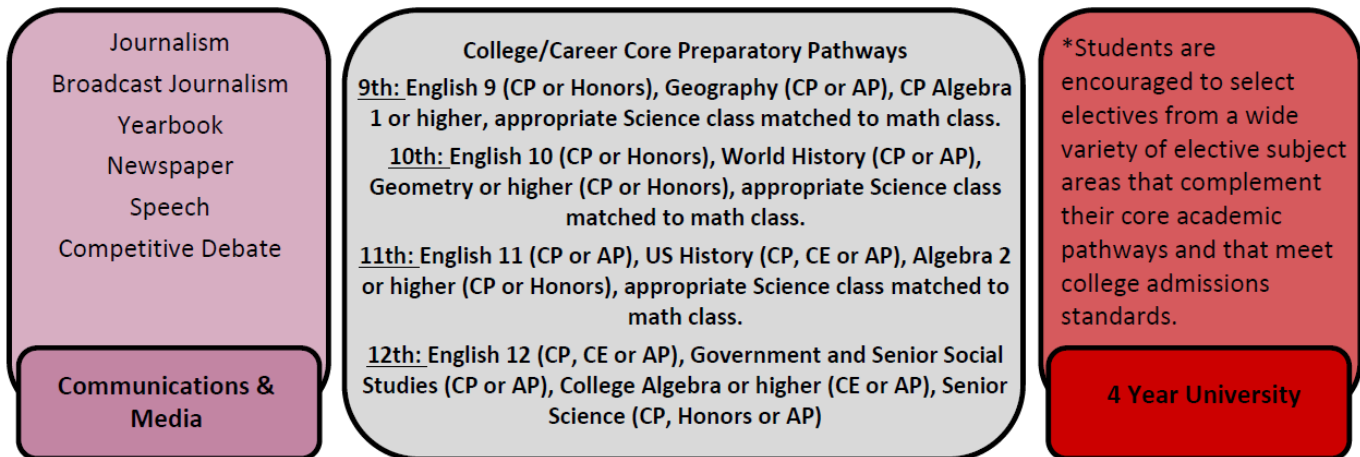 Journalism
Broadcast Journalism
Yearbook
Newspaper
Speech
Competitive Debate
Communications &
Media
College/Career Core Preparatory Pathways
9th: English 9 (CP or Honors), Geography (CP or AP), CP Algebra
1 or higher, appropriate Science class matched to math class.
10th: English 10 (CP or Honors), World History (CP or AP),
Geometry or higher (CP or Honors), appropriate Science class
matched to math class.
11th: English 11 (CP or AP), US History (CP, CE or AP), Algebra 2
or higher (CP or Honors), appropriate Science class matched to
math class.
12th: English 12 (CP, CE or AP), Government and Senior Social
Studies (CP or AP), College Algebra or higher (CE or AP), Senior
Science (CP, Honors or AP)
*Students are
encouraged to select
electives from a wide
variety of elective subject
areas that complement
their core academic
pathways and that meet
college admissions
standards.
4 Year University